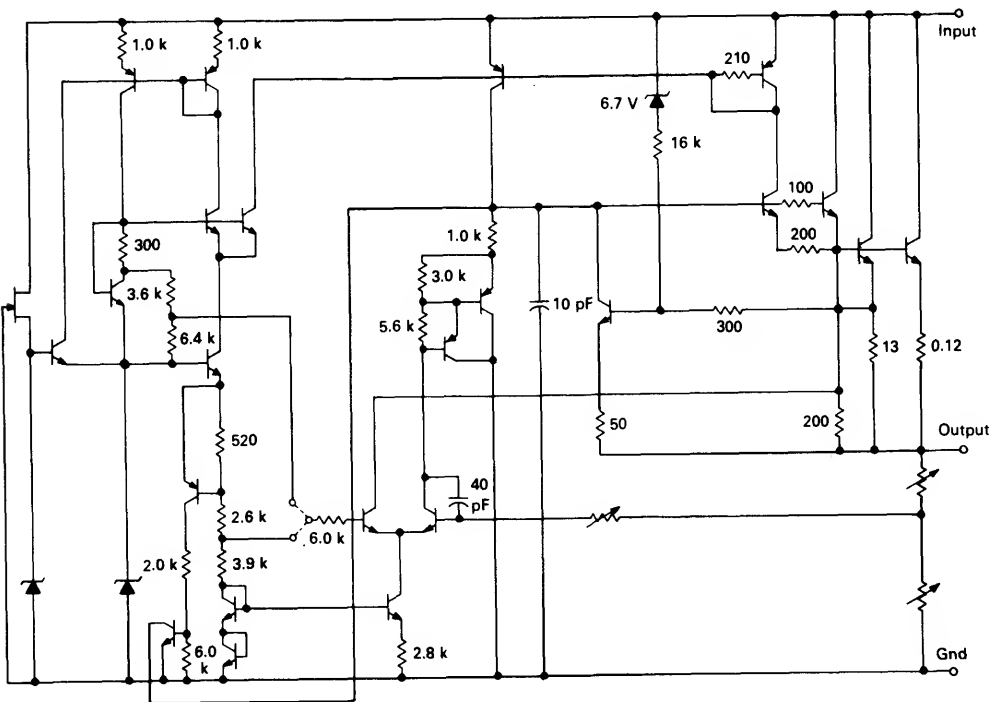 Input
1.0 k
1.0 k
210
6.7 V
16 k
100
300
1.0 k
200
3.6 k
3.0 k
10 pF
5.6 k
300
6.4 k
13
0.12
50
200
Output
520
40
pF
2.6 k
6.0 k
2.0 k
3.9 k
6.0
k
2.8 k
Gnd